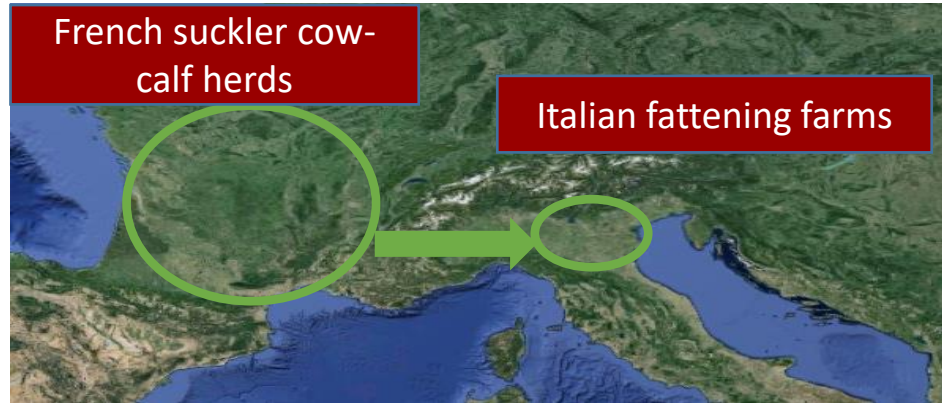 French suckler cow-
calf herds
Italian fattening farms